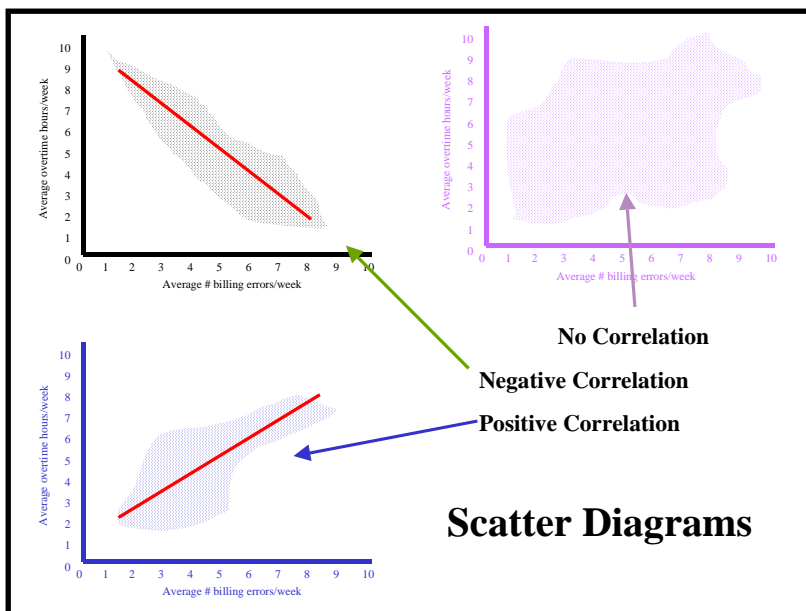 10
9
8
7
6
5
4
3
2
1
0
Average overtime hours/week
0 1 2 3 4 5 6 7 8 9 10
Average # billing errors/week
10
9
8
7
6
5
4
3
2
1
0
Average overtime hours/week
1 2 3 4 5 6 7 8 9 10
Average # billing errors/week
No Correlation
Negative Correlation
Positive Correlation
10
9
8
7
6
5
4
3
2
1
0
Average overtime hours/week
1 2 3 4 5 6 7 8 9 10
Average # billing errors/week
Scatter Diagrams